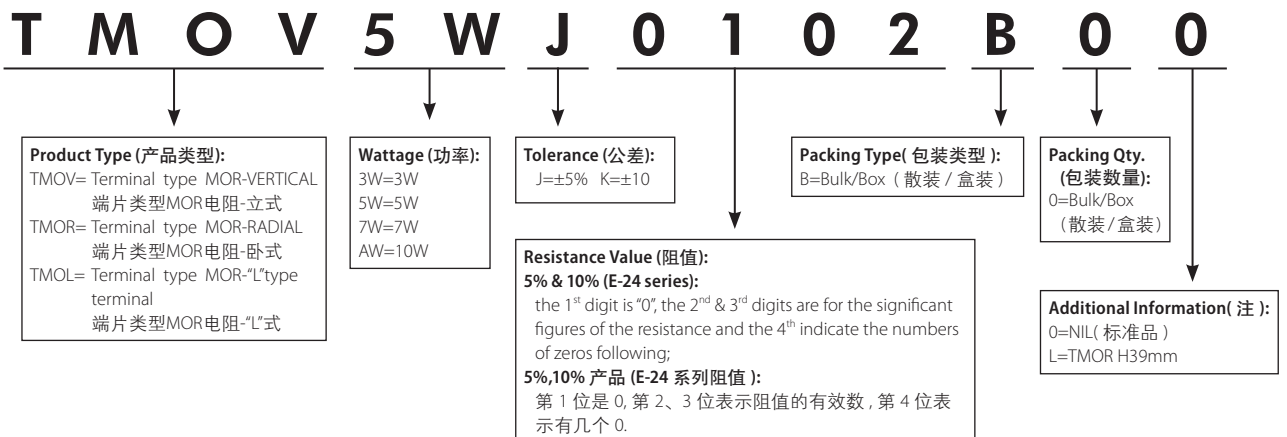 TMOV5WJ0102B00
Product Type (产品类型):
TMOV= Terminal type MOR-VERTICAL
端片类型MOR电阻-立式
TMOR= Terminal type MOR-RADIAL
端片类型MOR电阻-卧式
TMOL= Terminal type MOR-“L”type
terminal
端片类型MOR电阻-“L”式
Wattage (功率):
3W=3W
5W=5W
7W=7W
AW=10W
Tolerance (公差):
J=±5% K=±10
Resistance Value (阻值):
5% & 10% (E-24 series):
the 1st digit is “0”, the 2nd & 3rd digits are for the significant
figures of the resistance and the 4th indicate the numbers
of zeros following;
5%,10% 产品 (E-24 系列阻值 ):
第 1 位是 0, 第 2、3 位表示阻值的有效数 , 第 4 位表
示有几个 0.
Packing Type( 包装类型 ):
B=Bulk/Box ( 散装 / 盒装 )
Packing Qty.
(包装数量):
0=Bulk/Box
(散装/盒装)
Additional Information( 注 ):
0=NIL( 标准品 )
L=TMOR H39mm